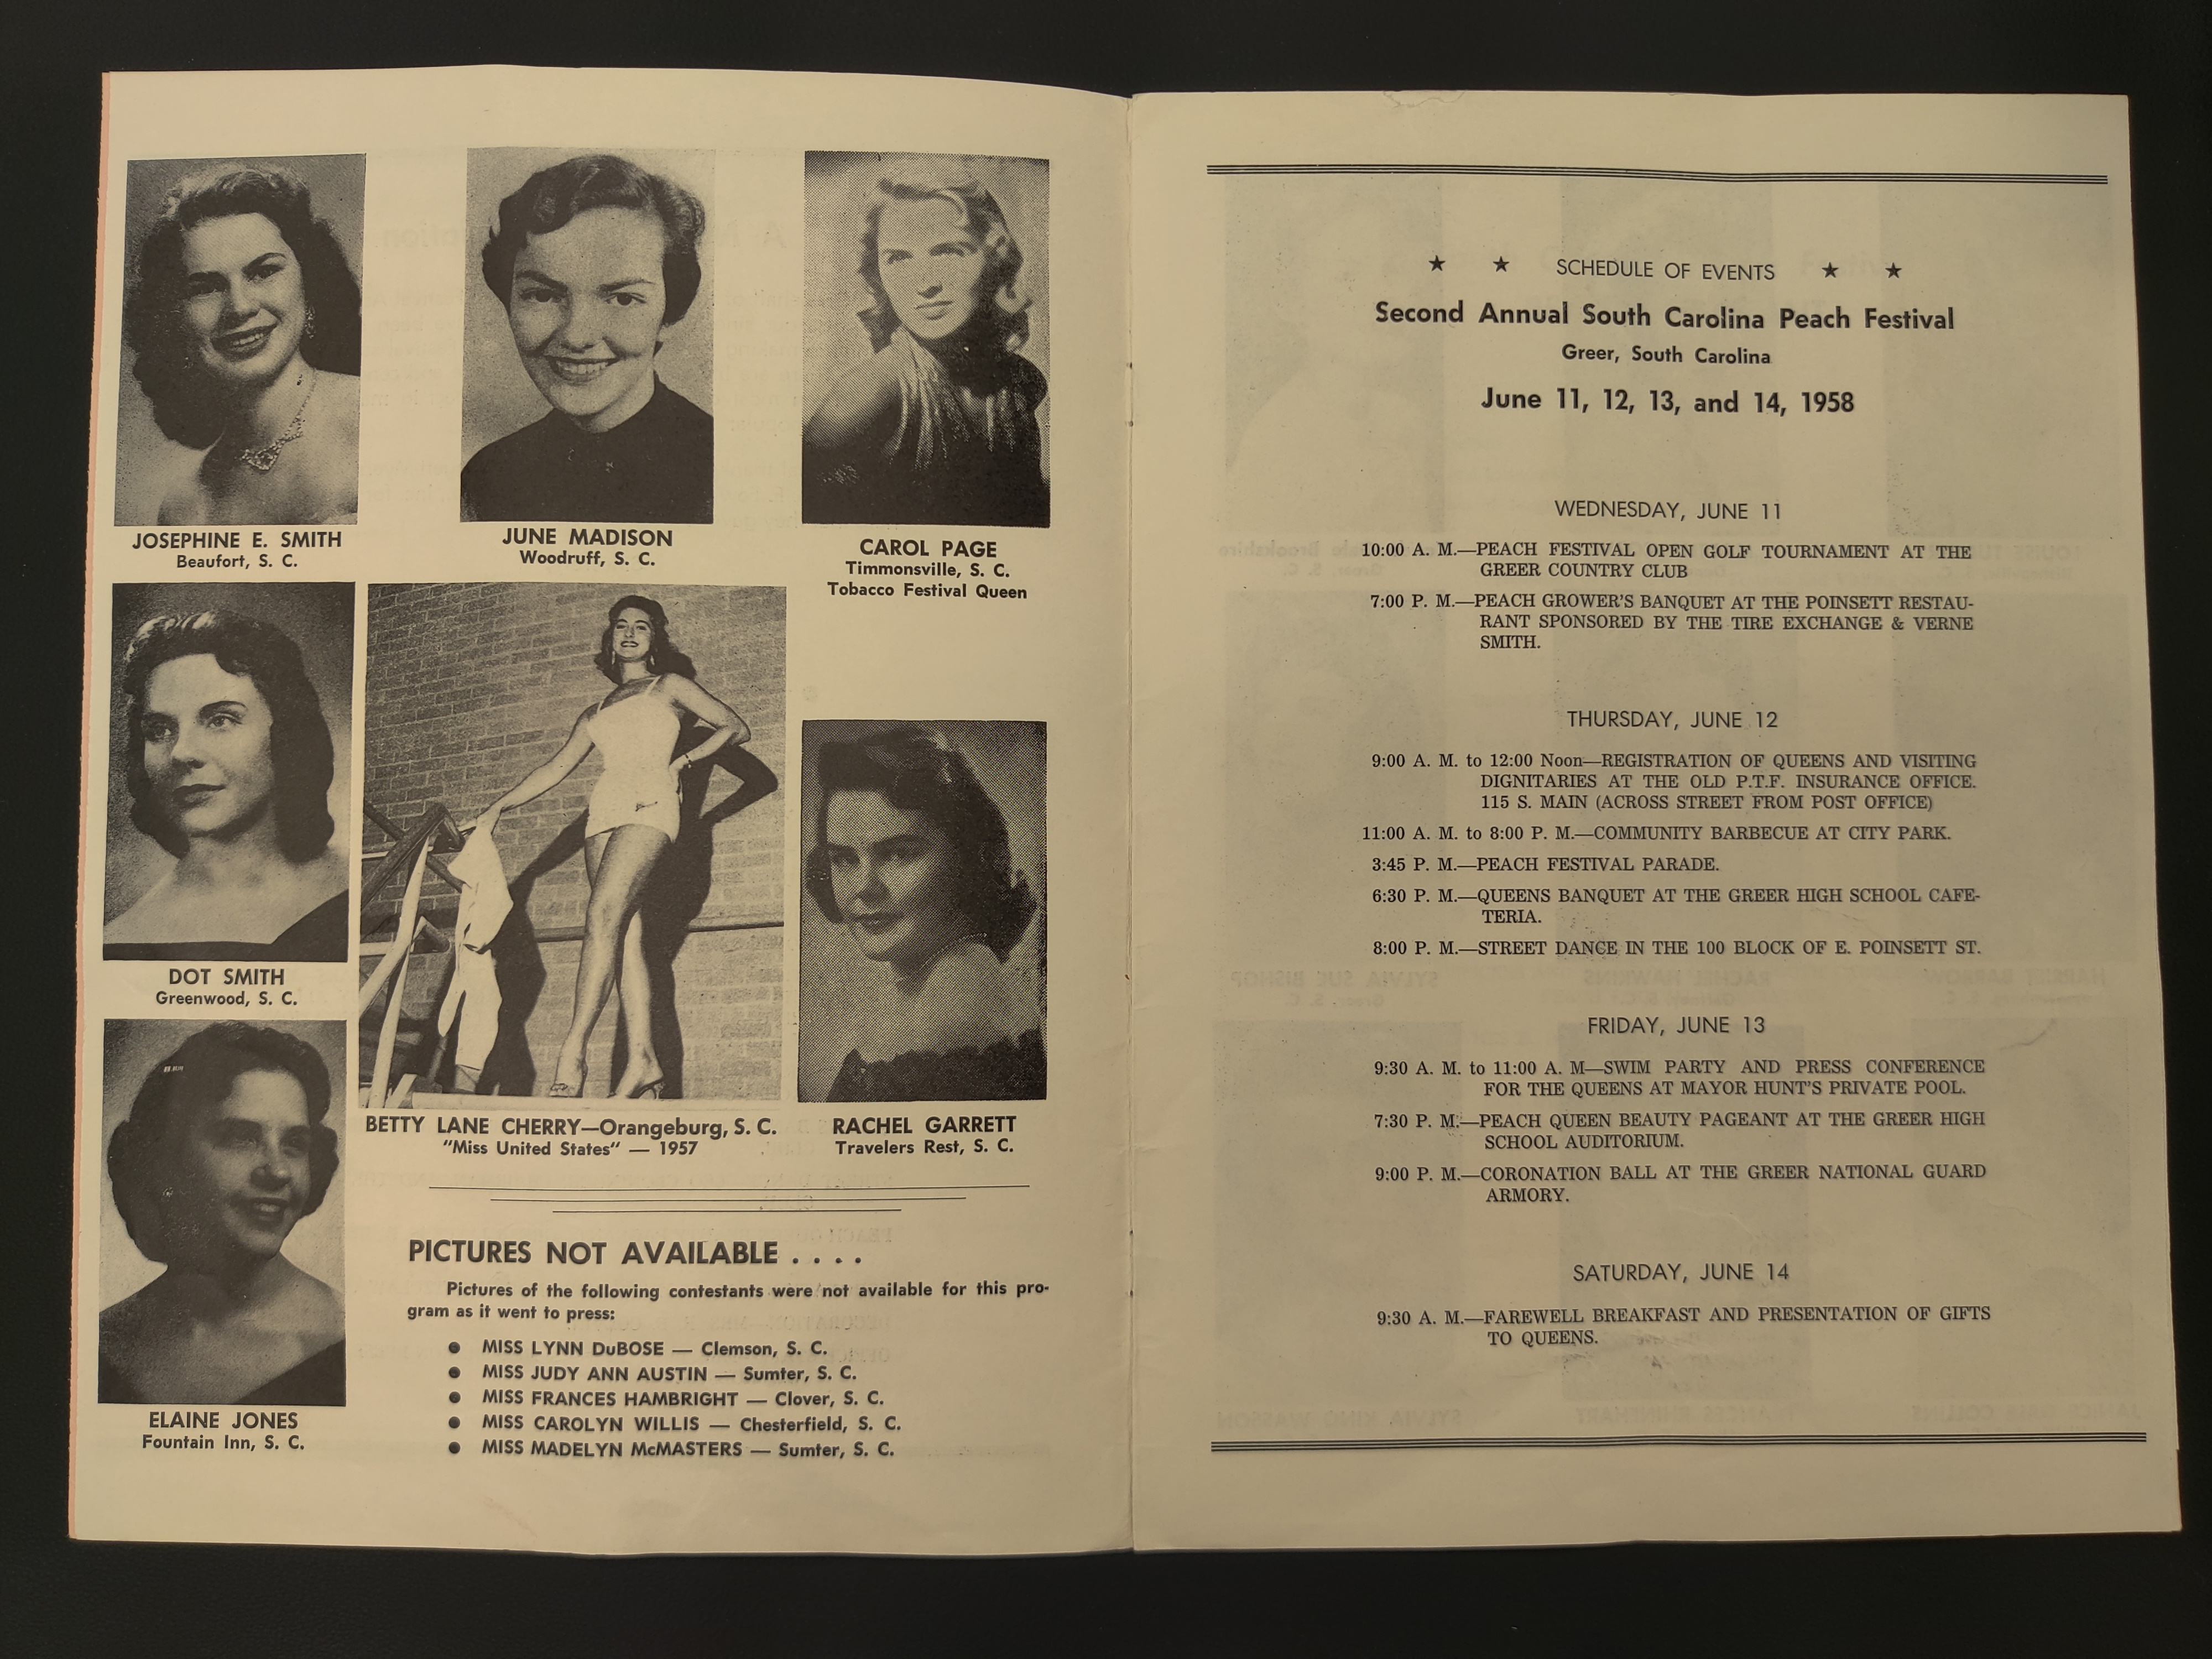 JOSEPHINE E. SMITH
Beaufort, S. C.
JUNE MADISON
Woodruff, S. C.
CAROL PAGE
Timmonsville, S. C.
Tobacco Festival Queen
DOT SMITH
Greenwood, S. C.
BETTY LANE CHERRY—Orangeburg, S. C.
"Miss United States" — 1957
RACHEL GARRETT
Travelers Rest, S. C.
ELAINE JONES
Fountain Inn, S. C.
PICTURES NOT AVAILABLE . . . .
Pictures of the following contestants were not available for this pro-
gram as it went to press:
● MISS LYNN DuBOSE — Clemson, S. C.
● MISS JUDY ANN AUSTIN — Sumter, S. C.
● MISS FRANCES HAMBRIGHT — Clover, S. C.
● MISS CAROLYN WILLIS — Chesterfield, S. C.
● MISS MADELYN McMASTERS — Sumter, S. C.
★ ★ SCHEDULE OF EVENTS ★ ★
Second Annual South Carolina Peach Festival
Greer, South Carolina
June 11, 12, 13, and 14, 1958
WEDNESDAY, JUNE 11
10:00 A. M.—PEACH FESTIVAL OPEN GOLF TOURNAMENT AT THE
GREER COUNTRY CLUB
7:00 P. M.—PEACH GROWER'S BANQUET AT THE POINSETT RESTAU-
RANT SPONSORED BY THE TIRE EXCHANGE & VERNE
SMITH.
THURSDAY, JUNE 12
9:00 A. M. to 12:00 Noon—REGISTRATION OF QUEENS AND VISITING
DIGNITARIES AT THE OLD P.T.F. INSURANCE OFFICE.
115 S. MAIN (ACROSS STREET FROM POST OFFICE)
11:00 A. M. to 8:00 P. M.—COMMUNITY BARBECUE AT CITY PARK.
3:45 P. M.—PEACH FESTIVAL PARADE.
6:30 P. M.—QUEENS BANQUET AT THE GREER HIGH SCHOOL CAFE-
TERIA.
8:00 P. M.—STREET DANCE IN THE 100 BLOCK OF E. POINSETT ST.
FRIDAY, JUNE 13
9:30 A. M. to 11:00 A. M—SWIM PARTY AND PRESS CONFERENCE
FOR THE QUEENS AT MAYOR HUNT'S PRIVATE POOL.
7:30 P. M.—PEACH QUEEN BEAUTY PAGEANT AT THE GREER HIGH
SCHOOL AUDITORIUM.
9:00 P. M.—CORONATION BALL AT THE GREER NATIONAL GUARD
ARMORY.
SATURDAY, JUNE 14
9:30 A. M.—FAREWELL BREAKFAST AND PRESENTATION OF GIFTS
TO QUEENS.